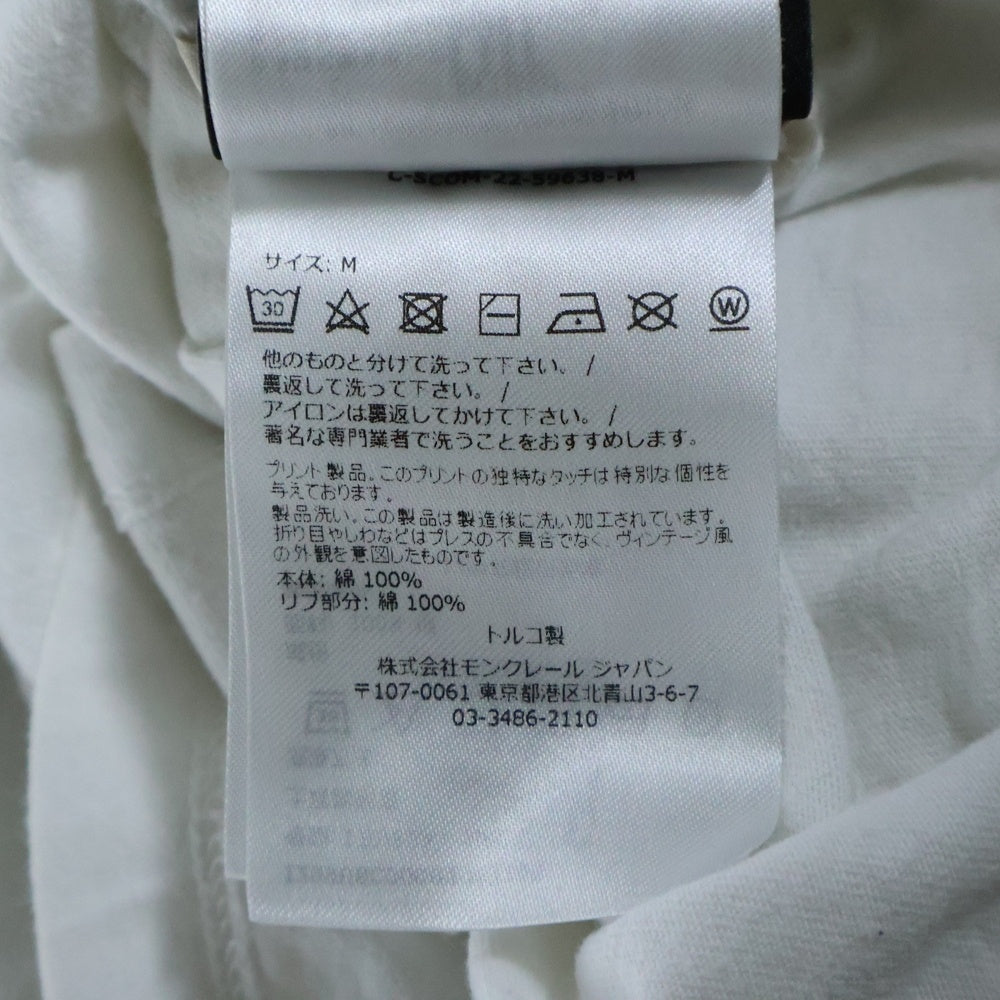 C-SCOM-22-59638-M
サイズ: M
30
W
他のものと分けて洗って下さい。 /
裏返して洗って下さい。 /
アイロンは裏返してかけて下さい。 /
著名な専門業者で洗うことをおすすめします。
プリント製品。このプリントの独特なタッチは特別な個性を
与えております。
製品洗い。この製品は製造後に洗い加工されています。
折り目やしわなどはプレスの不具合でなく、ヴィンテージ風
の外観を意図したものです。
本体: 綿 100%
リブ部分: 綿 100%
トルコ製
株式会社モンクレール ジャパン
〒107-0061 東京都港区北青山3-6-7
03-3486-2110